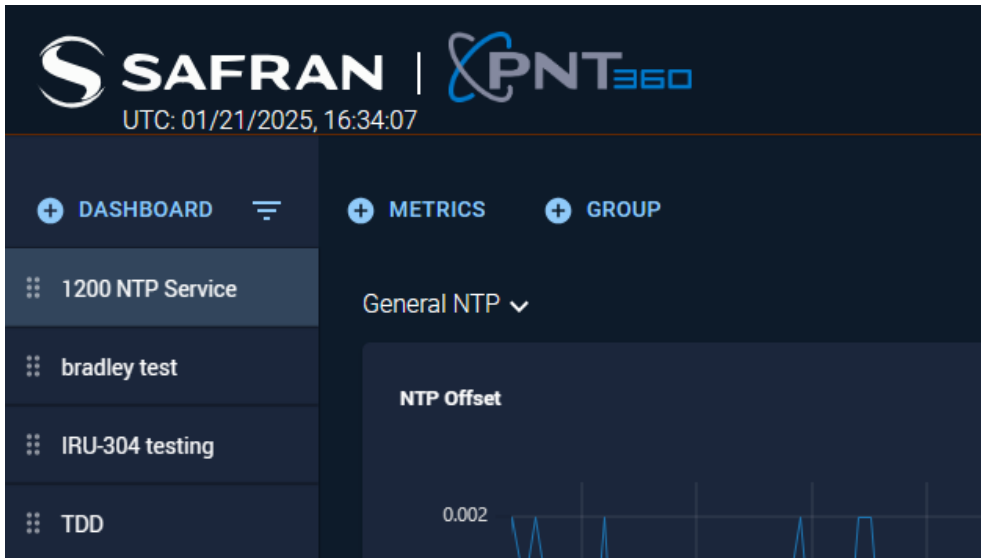 SAFRAN | PNT360
UTC: 01/21/2025, 16:34:07
DASHBOARD
METRICS
GROUP
1200 NTP Service
bradley test
IRU-304 testing
TDD
General NTP
NTP Offset
0.002